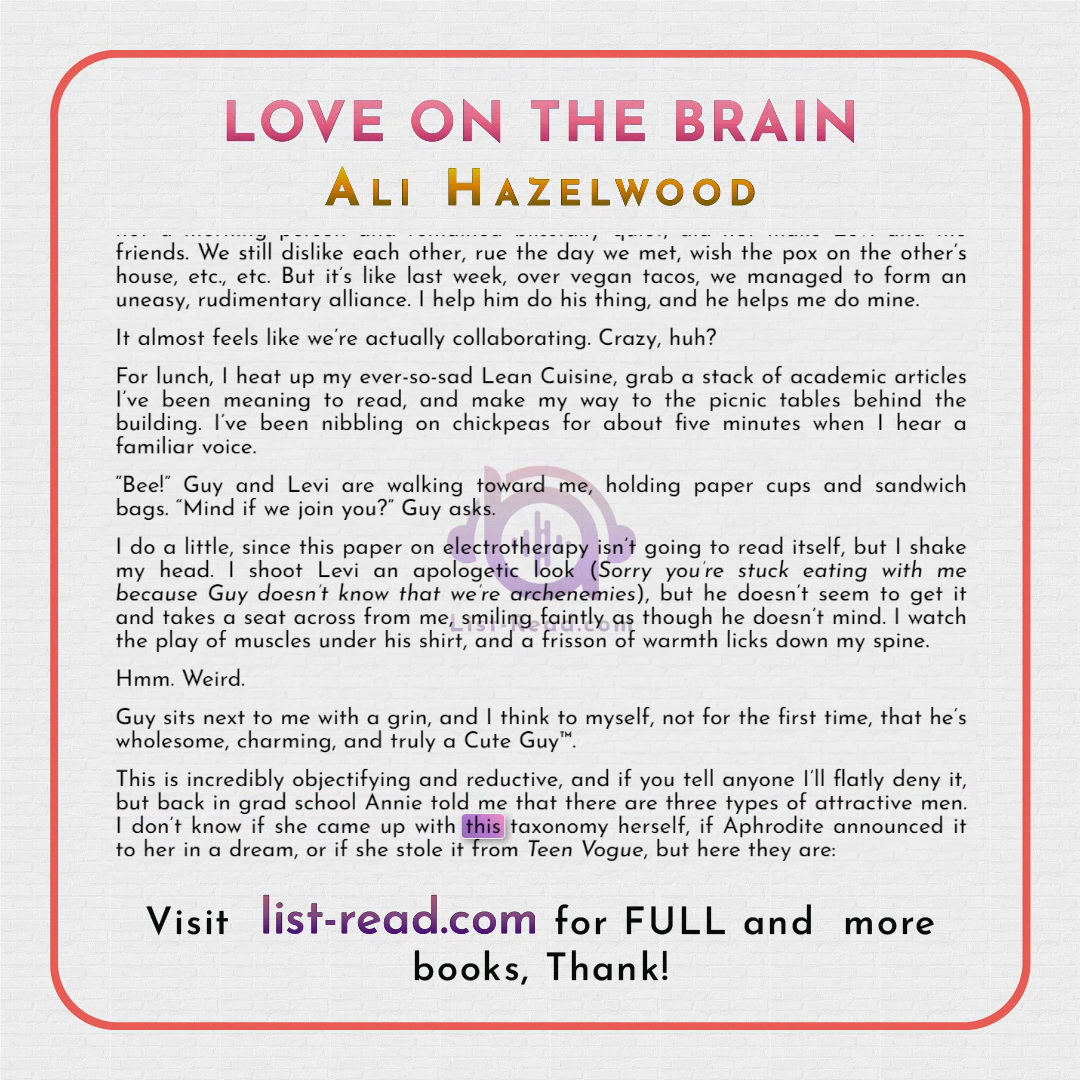 LOVE ON THE BRAIN
ALI HAZELWOOD
friends. We still dislike each other, rue the day we met, wish the pox on the other's
house, etc., etc. But it's like last week, over vegan tacos, we managed to form an
uneasy, rudimentary alliance. I help him do his thing, and he helps me do mine.
It almost feels like we're actually collaborating. Crazy, huh?
For lunch, I heat up my ever-so-sad Lean Cuisine, grab a stack of academic articles
I've been meaning to read, and make my way to the picnic tables behind the
building. I've been nibbling on chickpeas for about five minutes when I hear a
familiar voice.
"Bee!" Guy and Levi are walking toward me, holding paper cups and sandwich
bags. "Mind if we join you?" Guy asks.
I do a little, since this paper on electrotherapy isn't going to read itself, but I shake
my head. I shoot Levi an apologetic look (Sorry you're stuck eating with me
because Guy doesn't know that we're archenemies), but he doesn't seem to get it
and takes a seat across from me, smiling faintly as though he doesn't mind. I watch
List-Read.com
the play of muscles under his shirt, and a frisson of warmth licks down my spine.
Hmm. Weird.
Guy sits next to me with a grin, and I think to myself, not for the first time, that he's
wholesome, charming, and truly a Cute Guy™.
This is incredibly objectifying and reductive, and if you tell anyone I'll flatly deny it,
but back in grad school Annie told me that there are three types of attractive men.
I don't know if she came up with this taxonomy herself, if Aphrodite announced it
to her in a dream, or if she stole it from Teen Vogue, but here they are:
Visit list-read.com for FULL and more
books, Thank!